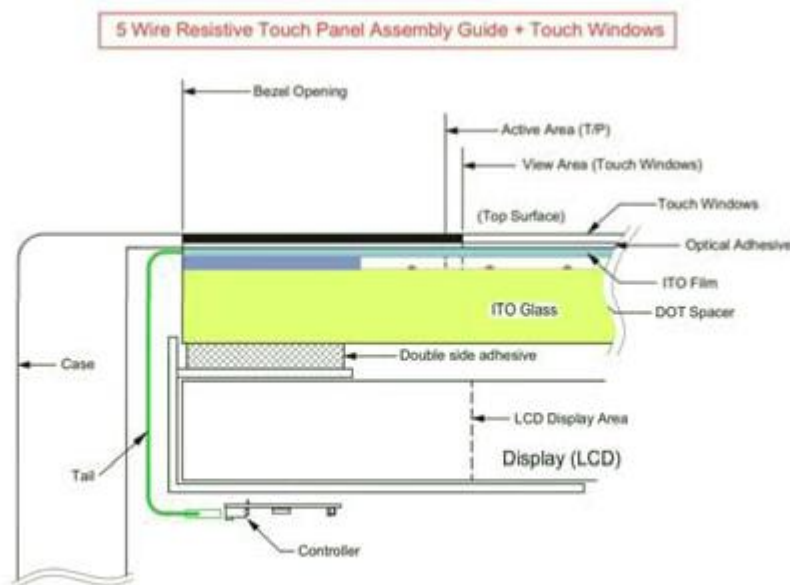 5 Wire Resistive Touch Panel Assembly Guide + Touch Windows
Bezel Opening
Active Area (T/P)
View Area (Touch Windows)
(Top Surface)
Touch Windows
Optical Adhesive
ITO Film
ITO Glass
DOT Spacer
Double side adhesive
Case
LCD Display Area
Display (LCD)
Tail
Controller